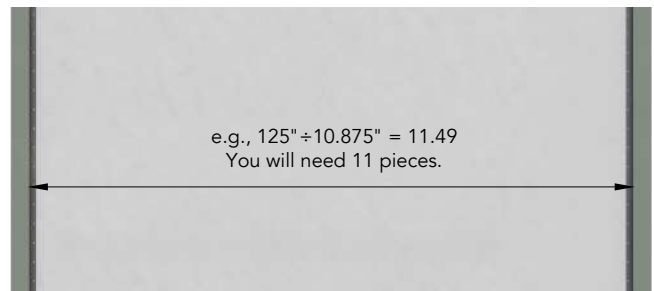 e.g., 125"÷10.875" = 11.49
You will need 11 pieces.